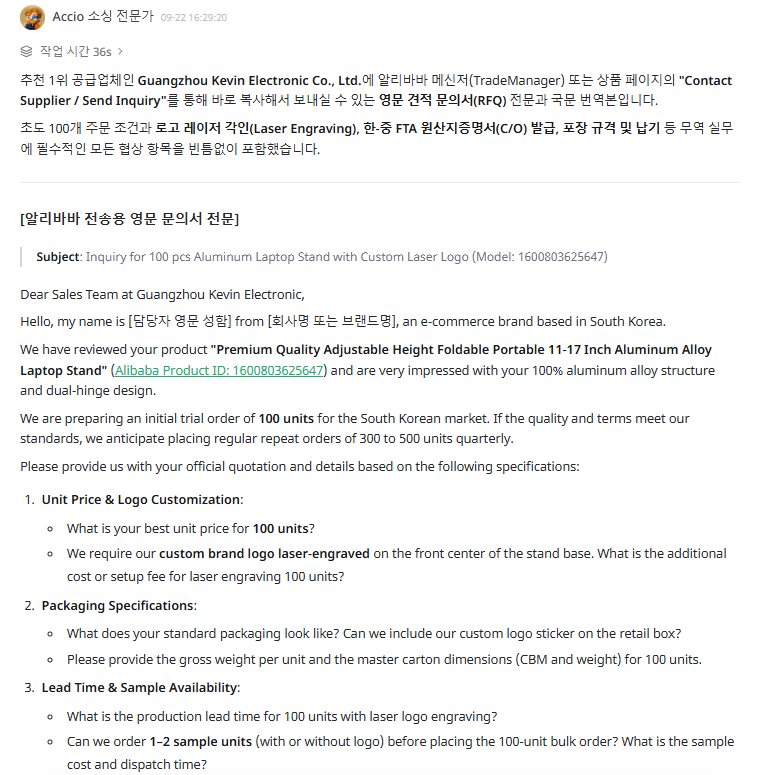 Accio 소싱 전문가 09-22 16:29:20
작업 시간 36s >
추천 1위 공급업체인 Guangzhou Kevin Electronic Co., Ltd.에 알리바바 메신저(TradeManager) 또는 상품 페이지의 "Contact
Supplier / Send Inquiry"를 통해 바로 복사해서 보내실 수 있는 영문 견적 문의서(RFQ) 전문과 국문 번역본입니다.
초도 100개 주문 조건과 로고 레이저 각인(Laser Engraving), 한-중 FTA 원산지증명서(C/O) 발급, 포장 규격 및 납기 등 무역 실무
에 필수적인 모든 협상 항목을 빈틈없이 포함했습니다.
[알리바바 전송용 영문 문의서 전문]
Subject: Inquiry for 100 pcs Aluminum Laptop Stand with Custom Laser Logo (Model: 1600803625647)
Dear Sales Team at Guangzhou Kevin Electronic,
Hello, my name is [담당자 영문 성함] from [회사명 또는 브랜드명], an e-commerce brand based in South Korea.
We have reviewed your product "Premium Quality Adjustable Height Foldable Portable 11-17 Inch Aluminum Alloy
Laptop Stand" (Alibaba Product ID: 1600803625647) and are very impressed with your 100% aluminum alloy structure
and dual-hinge design.
We are preparing an initial trial order of 100 units for the South Korean market. If the quality and terms meet our
standards, we anticipate placing regular repeat orders of 300 to 500 units quarterly.
Please provide us with your official quotation and details based on the following specifications:
1. Unit Price & Logo Customization:
What is your best unit price for 100 units?
We require our custom brand logo laser-engraved on the front center of the stand base. What is the additional
cost or setup fee for laser engraving 100 units?
2. Packaging Specifications:
What does your standard packaging look like? Can we include our custom logo sticker on the retail box?
Please provide the gross weight per unit and the master carton dimensions (CBM and weight) for 100 units.
3. Lead Time & Sample Availability:
What is the production lead time for 100 units with laser logo engraving?
Can we order 1–2 sample units (with or without logo) before placing the 100-unit bulk order? What is the sample
cost and dispatch time?